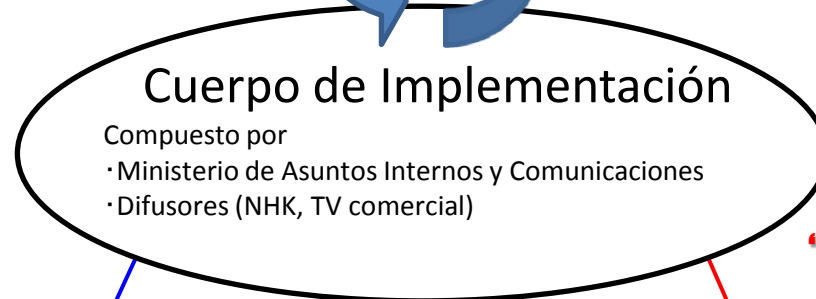 Cuerpo de Implementación
Compuesto por
･Ministerio de Asuntos Internos y Comunicaciones
･Difusores (NHK, TV comercial)